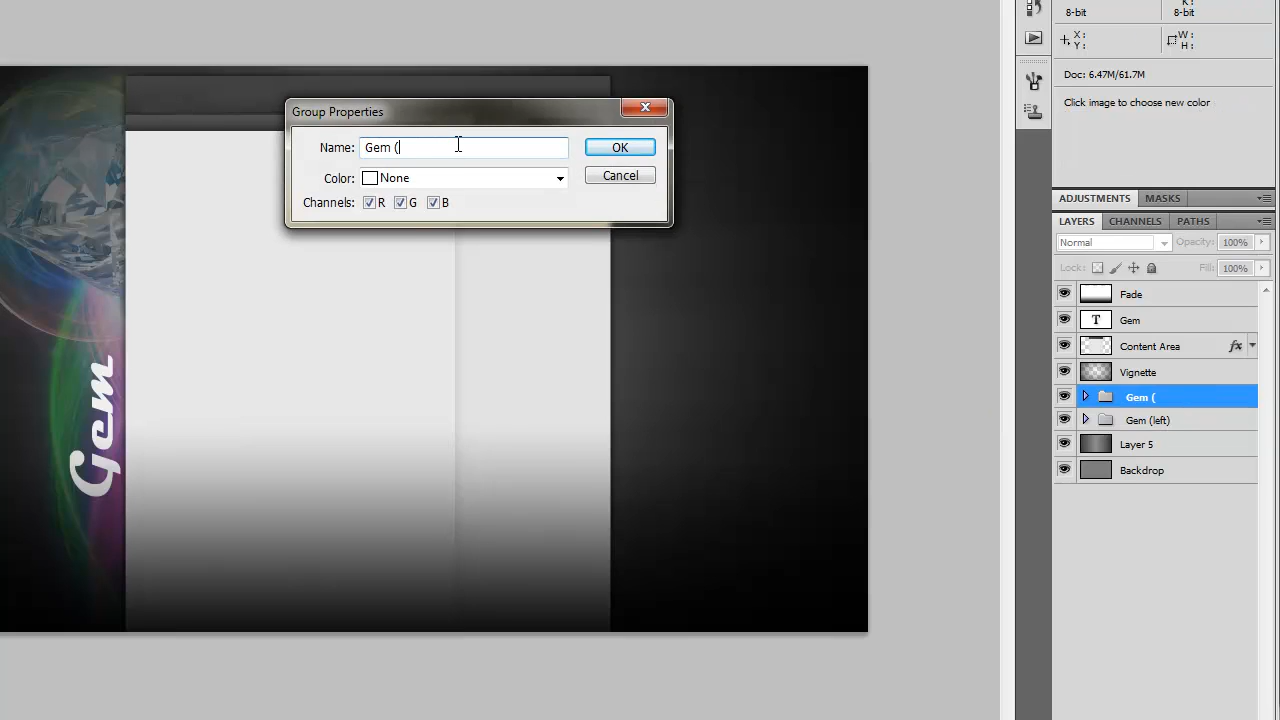 K:
8-bit 8-bit
X: W:
Y: H:
Doc: 6.47M/61.7M
Click image to choose new color
Group Properties
Name: Gem ( OK
Color: None Cancel
Channels: R G B
ADJUSTMENTS MASKS
LAYERS CHANNELS PATHS
Normal Opacity: 100%
Lock: Fill: 100%
Fade
T Gem
Content Area fx
Vignette
Gem (
Gem (left)
Layer 5
Backdrop
Gem